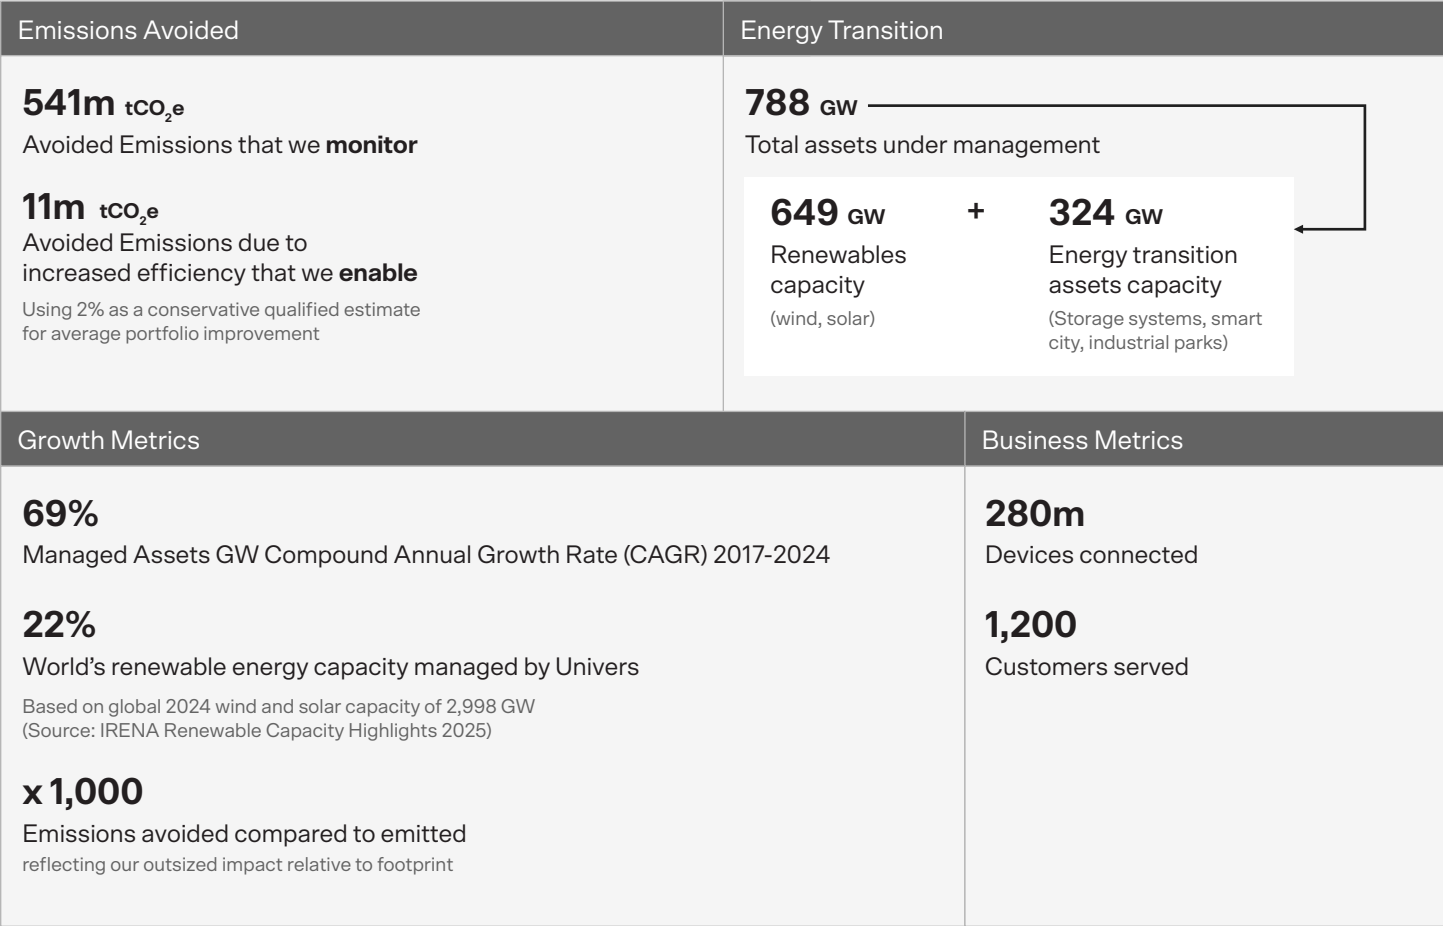 Emissions Avoided
541m tCO₂e
Avoided Emissions that we monitor
11m tCO₂e
Avoided Emissions due to
increased efficiency that we enable
Using 2% as a conservative qualified estimate
for average portfolio improvement
Energy Transition
788 GW
Total assets under management
649 GW
Renewables
capacity
(wind, solar)
+
324 GW
Energy transition
assets capacity
(Storage systems, smart
city, industrial parks)
Growth Metrics
69%
Managed Assets GW Compound Annual Growth Rate (CAGR) 2017-2024
22%
World's renewable energy capacity managed by Univers
Based on global 2024 wind and solar capacity of 2,998 GW
(Source: IRENA Renewable Capacity Highlights 2025)
x 1,000
Emissions avoided compared to emitted
reflecting our outsized impact relative to footprint
Business Metrics
280m
Devices connected
1,200
Customers served